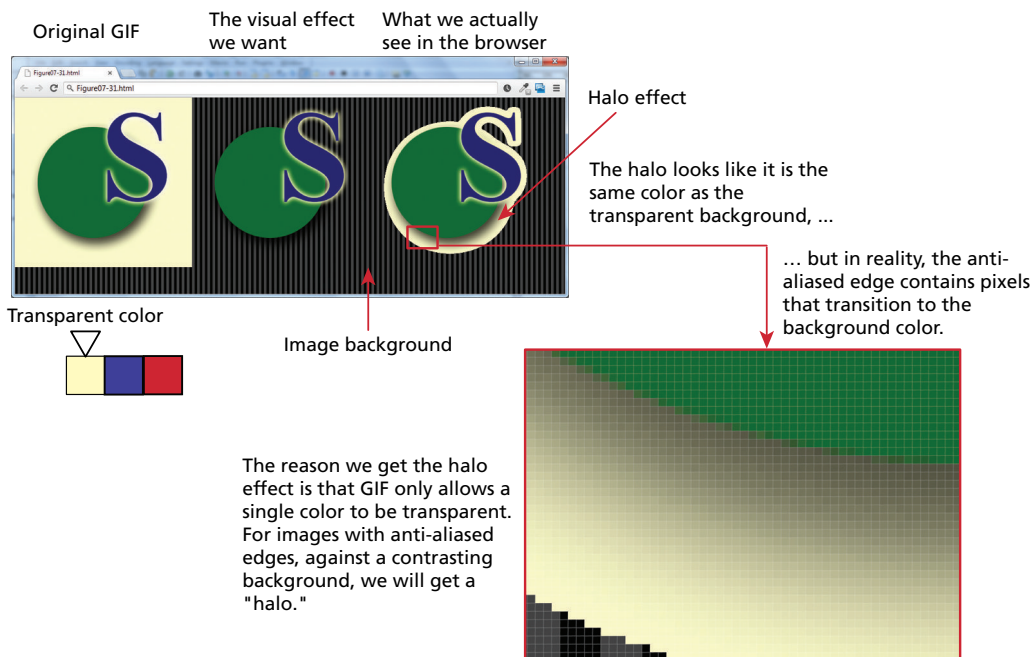 Original GIF
The visual effect
we want
What we actually
see in the browser
Figure07-31.html
Figure07-31.html
S
S
S
Halo effect
The halo looks like it is the
same color as the
transparent background, ...
... but in reality, the anti-
aliased edge contains pixels
that transition to the
background color.
Transparent color
Image background
The reason we get the halo
effect is that GIF only allows a
single color to be transparent.
For images with anti-aliased
edges, against a contrasting
background, we will get a
"halo."